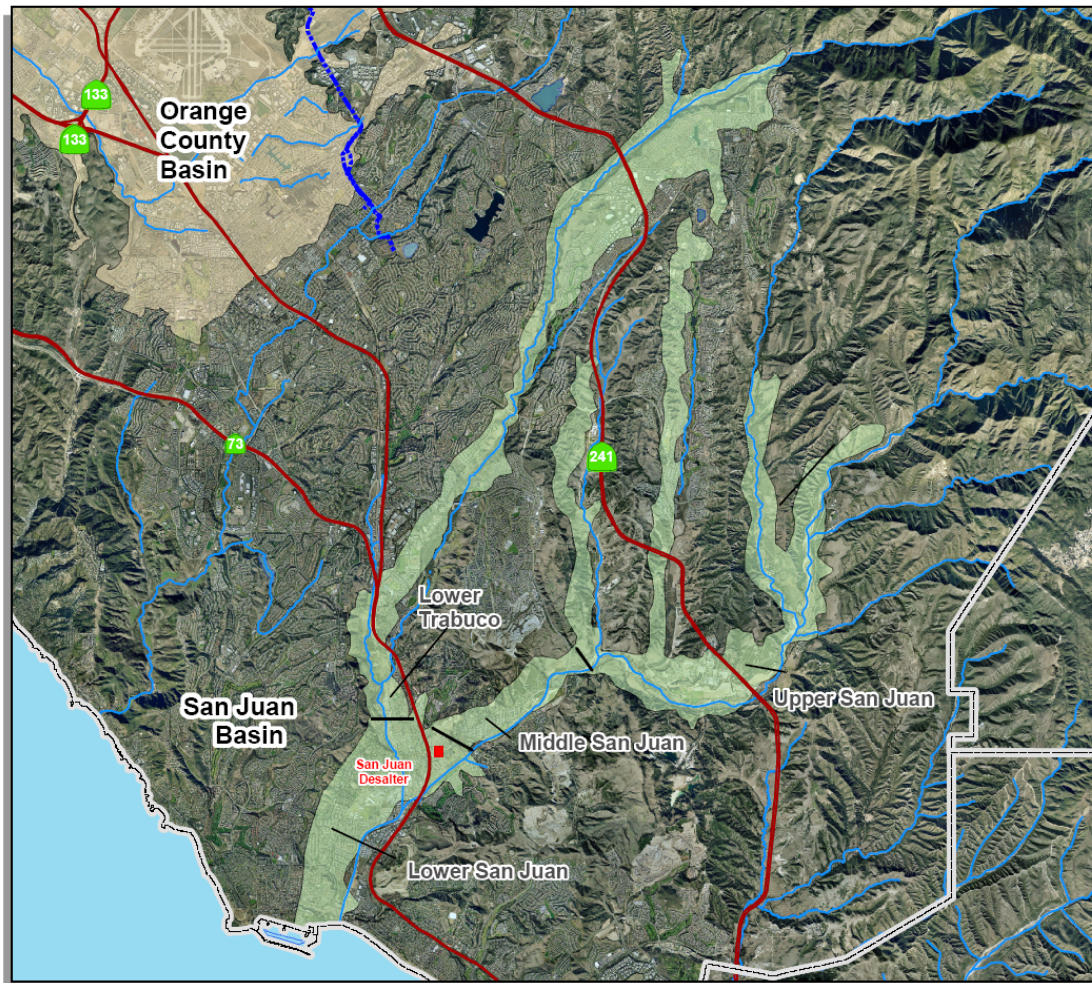 133
133
Orange
County
Basin
73
241
Lower
Trabuco
San Juan
Basin
Upper San Juan
Middle San Juan
San Juan
Desalter
Lower San Juan